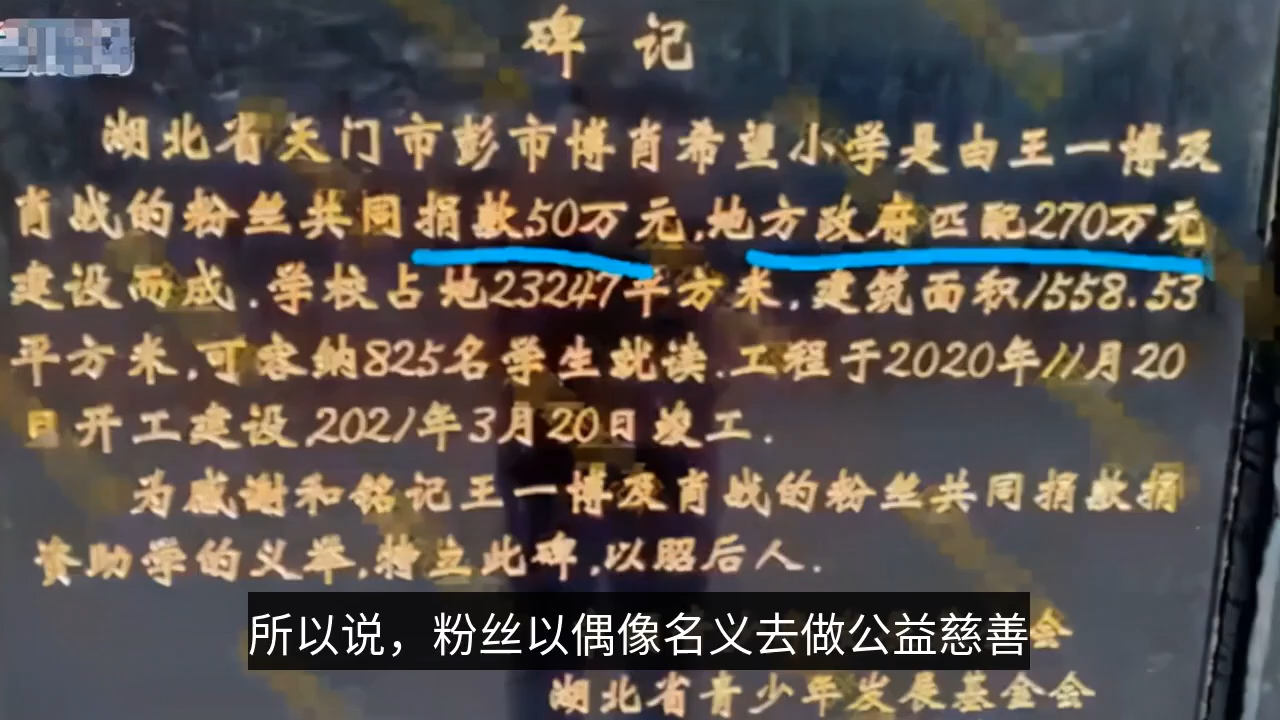 碑记
湖北省天门市彭市博肖希望小学是由王一博及
肖战的粉丝共同捐款50万元,地方政府匹配270万元
建设而成.学校占地23247平方米,建筑面积1558.53
平方米,可容纳825名学生就读.工程于2020年11月20
日开工建设,2021年3月20日竣工.
为感谢和铭记王一博及肖战的粉丝共同捐款捐
资助学的义举,特立此碑,以昭后人.
所以说，粉丝以偶像名义去做公益慈善
会
湖北省青少年发展基金会